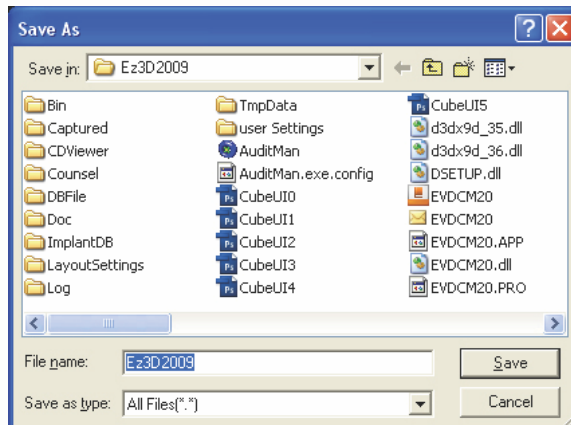 Save As
Save in: Ez3D2009
Bin
Captured
CDViewer
Counsel
DBFile
Doc
ImplantDB
LayoutSettings
Log
TmpData
user Settings
AuditMan
AuditMan.exe.config
CubeUI0
CubeUI1
CubeUI2
CubeUI3
CubeUI4
CubeUI5
d3dx9d_35.dll
d3dx9d_36.dll
DSETUP.dll
EVDCM20
EVDCM20
EVDCM20.APP
EVDCM20.dll
EVDCM20.PRO
File name: Ez3D2009 Save
Save as type: All Files(*.*) Cancel